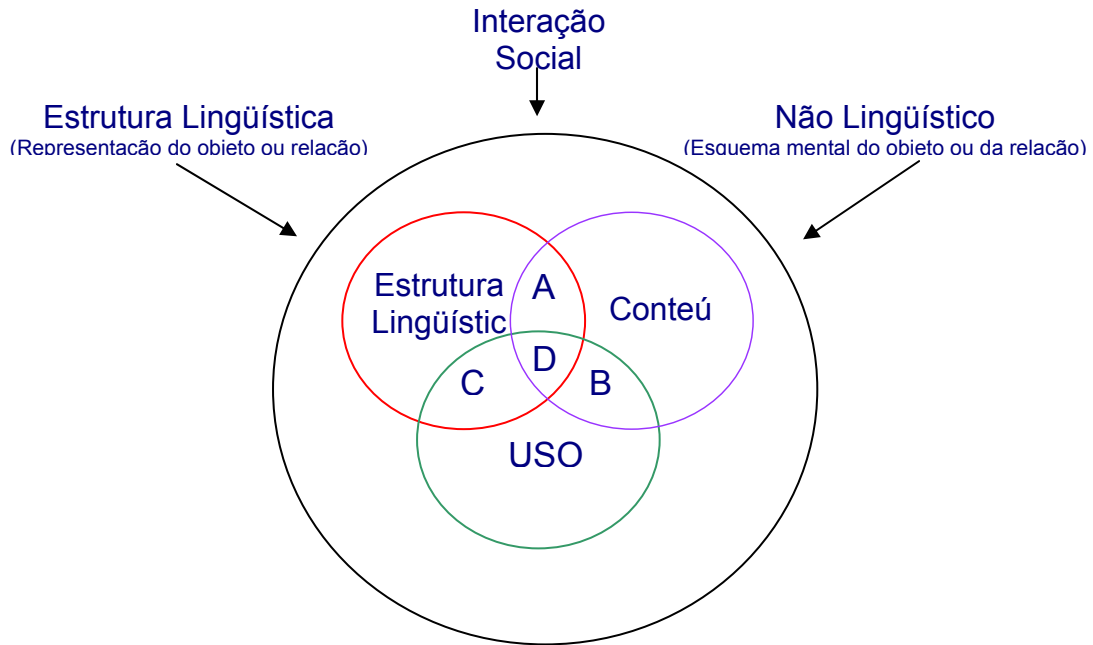 Interação
Social
Estrutura Lingüística
(Representação do objeto ou relação)
Não Lingüístico
(Esquema mental do objeto ou da relação)
Estrutura
Lingüístic
A
Conteú
D
C
B
USO